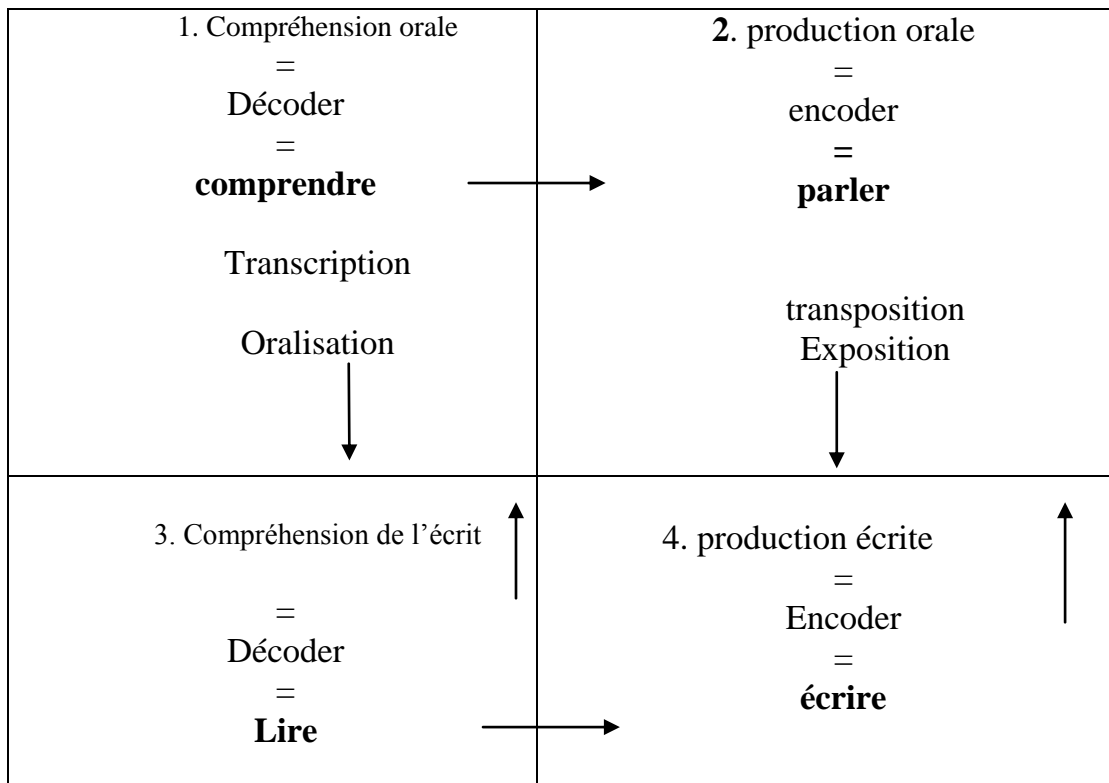 1. Compréhension orale
=
Décoder
=
comprendre
Transcription
Oralisation
2. production orale
=
encoder
=
parler
transposition
Exposition
3. Compréhension de l’écrit
=
Décoder
=
Lire
4. production écrite
=
Encoder
=
écrire